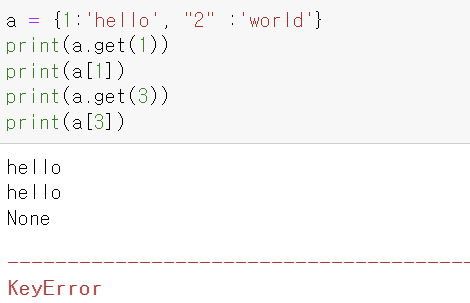 a = {1:'hello', "2" :'world'}
print(a.get(1))
print(a[1])
print(a.get(3))
print(a[3])
hello
hello
None
---------------------------------------------
KeyError